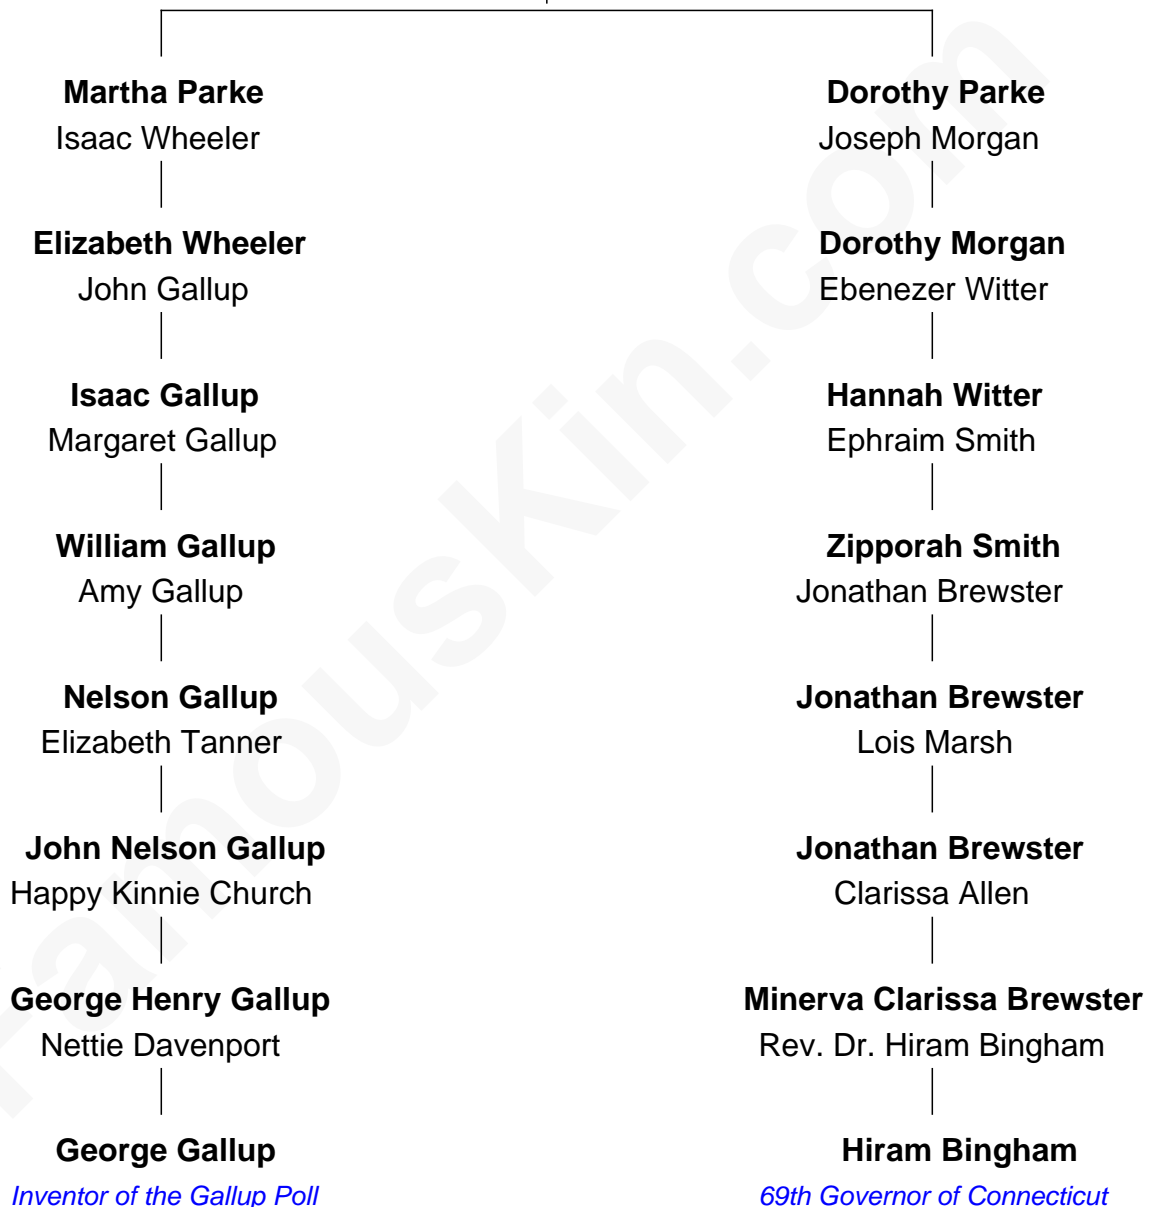 Martha Parke
Isaac Wheeler
Dorothy Parke
Joseph Morgan
Elizabeth Wheeler
John Gallup
Dorothy Morgan
Ebenezer Witter
Isaac Gallup
Margaret Gallup
Hannah Witter
Ephraim Smith
William Gallup
Amy Gallup
Zipporah Smith
Jonathan Brewster
Nelson Gallup
Elizabeth Tanner
Jonathan Brewster
Lois Marsh
John Nelson Gallup
Happy Kinnie Church
Jonathan Brewster
Clarissa Allen
George Henry Gallup
Nettie Davenport
Minerva Clarissa Brewster
Rev. Dr. Hiram Bingham
George Gallup
Inventor of the Gallup Poll
Hiram Bingham
69th Governor of Connecticut
FamousKin.com